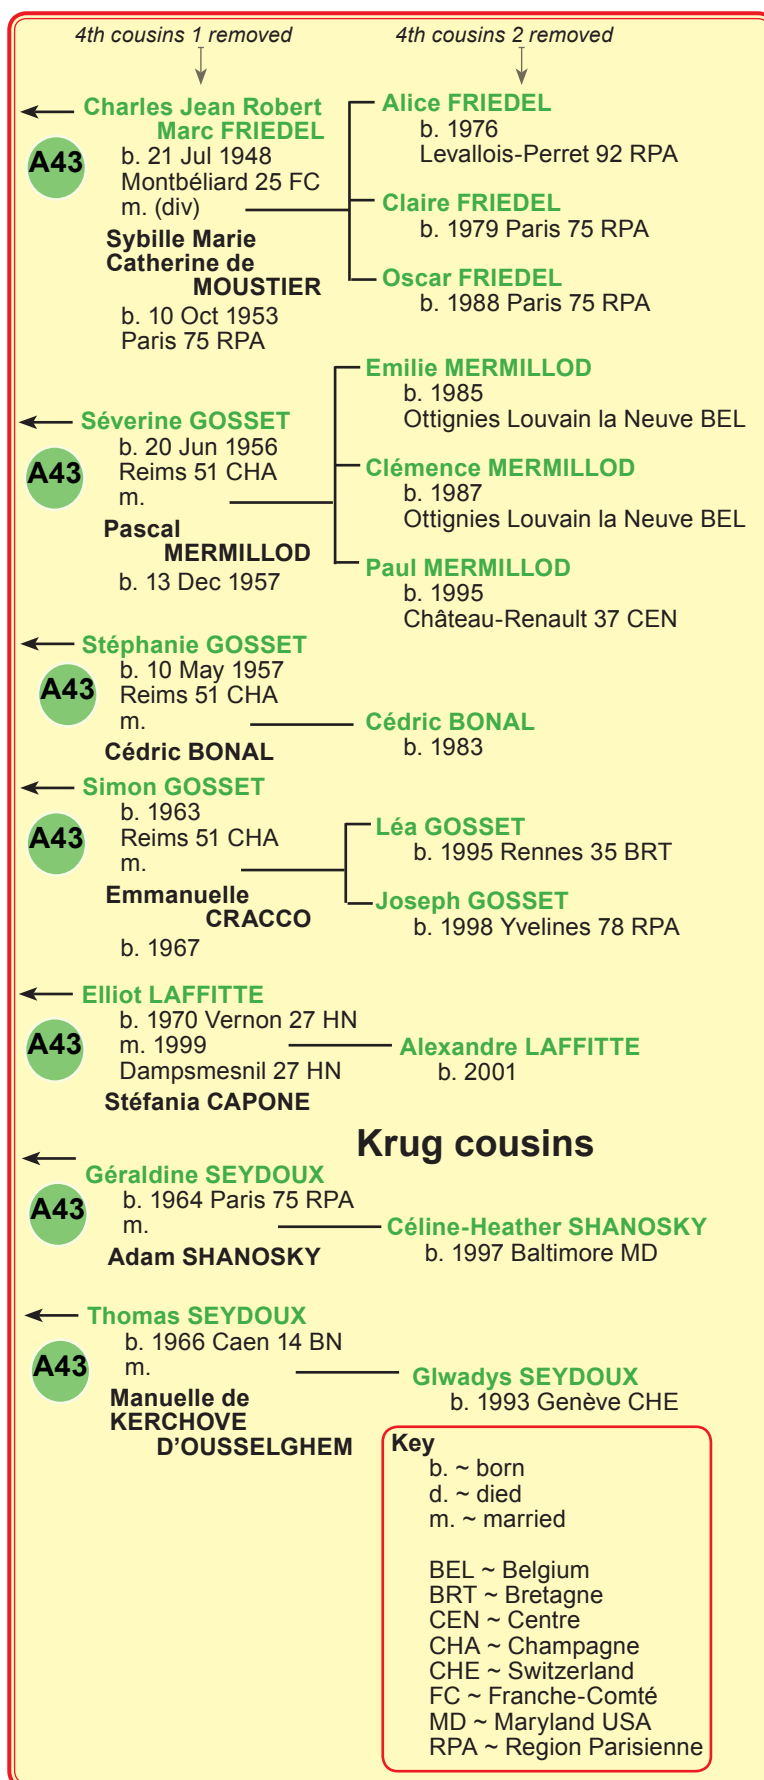 4th cousins 1 removed
4th cousins 2 removed
Charles Jean Robert
Marc FRIEDEL
A43
b. 21 Jul 1948
Montbéliard 25 FC
m. (div)
Sybille Marie
Catherine de
MOUSTIER
b. 10 Oct 1953
Paris 75 RPA
Alice FRIEDEL
b. 1976
Levallois-Perret 92 RPA
Claire FRIEDEL
b. 1979 Paris 75 RPA
Oscar FRIEDEL
b. 1988 Paris 75 RPA
Séverine GOSSET
A43
b. 20 Jun 1956
Reims 51 CHA
m.
Pascal
MERMILLOD
b. 13 Dec 1957
Emilie MERMILLOD
b. 1985
Ottignies Louvain la Neuve BEL
Clémence MERMILLOD
b. 1987
Ottignies Louvain la Neuve BEL
Paul MERMILLOD
b. 1995
Château-Renault 37 CEN
Stéphanie GOSSET
A43
b. 10 May 1957
Reims 51 CHA
m.
Cédric BONAL
Cédric BONAL
b. 1983
Simon GOSSET
A43
b. 1963
Reims 51 CHA
m.
Emmanuelle
CRACCO
b. 1967
Léa GOSSET
b. 1995 Rennes 35 BRT
Joseph GOSSET
b. 1998 Yvelines 78 RPA
Elliot LAFFITTE
A43
b. 1970 Vernon 27 HN
m. 1999
Dampsmesnil 27 HN
Stéfania CAPONE
Alexandre LAFFITTE
b. 2001
Krug cousins
Géraldine SEYDOUX
A43
b. 1964 Paris 75 RPA
m.
Adam SHANOSKY
Céline-Heather SHANOSKY
b. 1997 Baltimore MD
Thomas SEYDOUX
A43
b. 1966 Caen 14 BN
m.
Manuelle de
KERCHOVE
D'OUSSELGHEM
Glwadys SEYDOUX
b. 1993 Genève CHE
Key
b. ~ born
d. ~ died
m. ~ married
BEL ~ Belgium
BRT ~ Bretagne
CEN ~ Centre
CHA ~ Champagne
CHE ~ Switzerland
FC ~ Franche-Comté
MD ~ Maryland USA
RPA ~ Region Parisienne